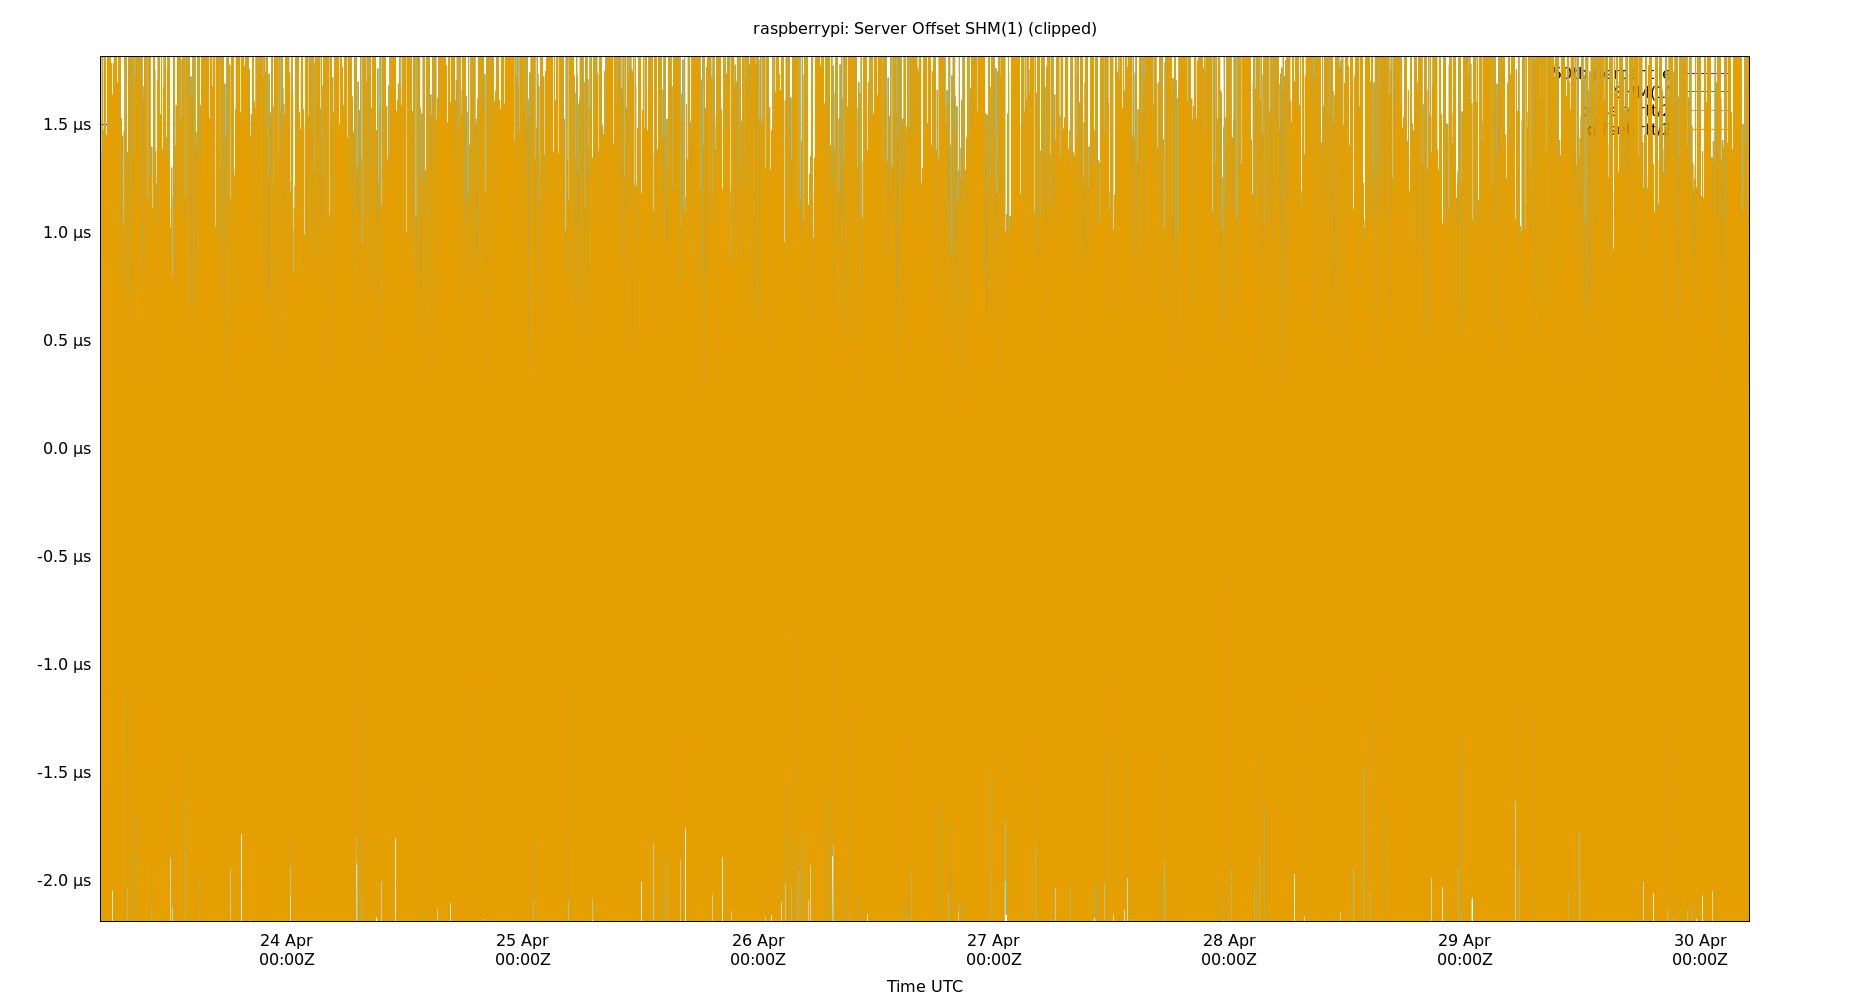 raspberrypi: Server Offset SHM(1) (clipped)
1.5 µs
1.0 µs
0.5 µs
0.0 µs
-0.5 µs
-1.0 µs
-1.5 µs
-2.0 µs
24 Apr
00:00Z
25 Apr
00:00Z
26 Apr
00:00Z
27 Apr
00:00Z
28 Apr
00:00Z
29 Apr
00:00Z
30 Apr
00:00Z
Time UTC